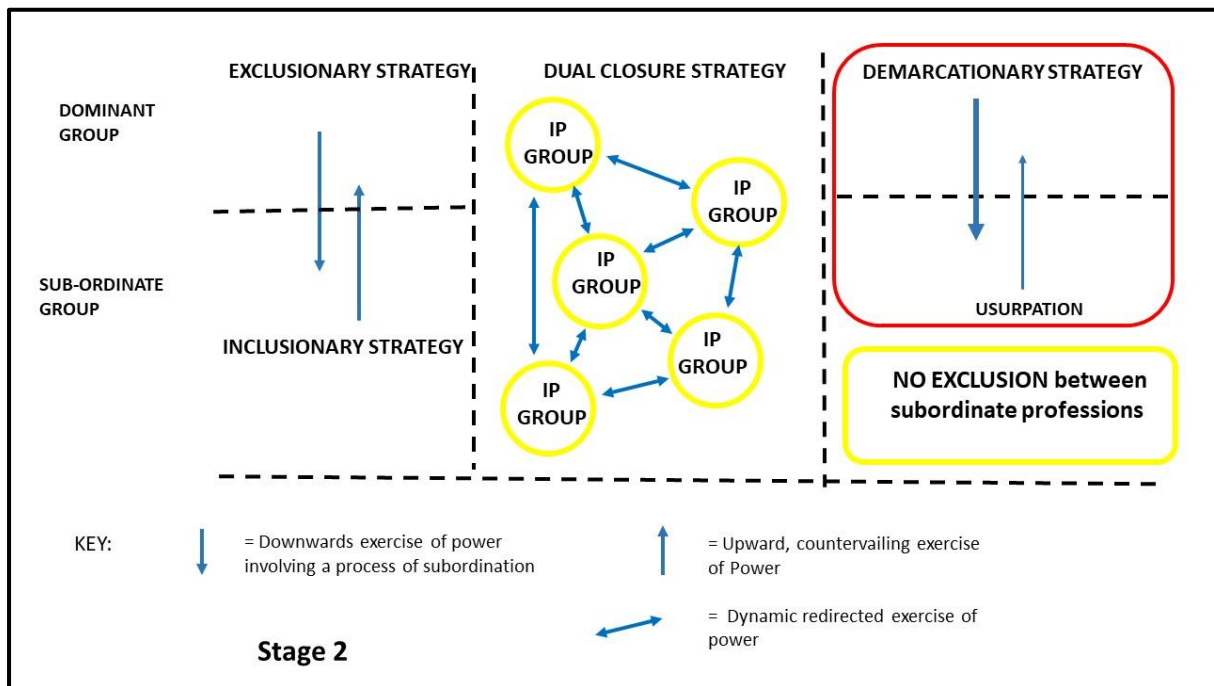 EXCLUSIONARY STRATEGY
DUAL CLOSURE STRATEGY
DEMARCATIONARY STRATEGY
DOMINANT
GROUP
SUB-ORDINATE
GROUP
INCLUSIONARY STRATEGY
IP
GROUP
IP
GROUP
IP
GROUP
IP
GROUP
IP
GROUP
USURPATION
NO EXCLUSION between
subordinate professions
KEY:
= Downwards exercise of power
involving a process of subordination
= Upward, countervailing exercise
of Power
= Dynamic redirected exercise of
power
Stage 2